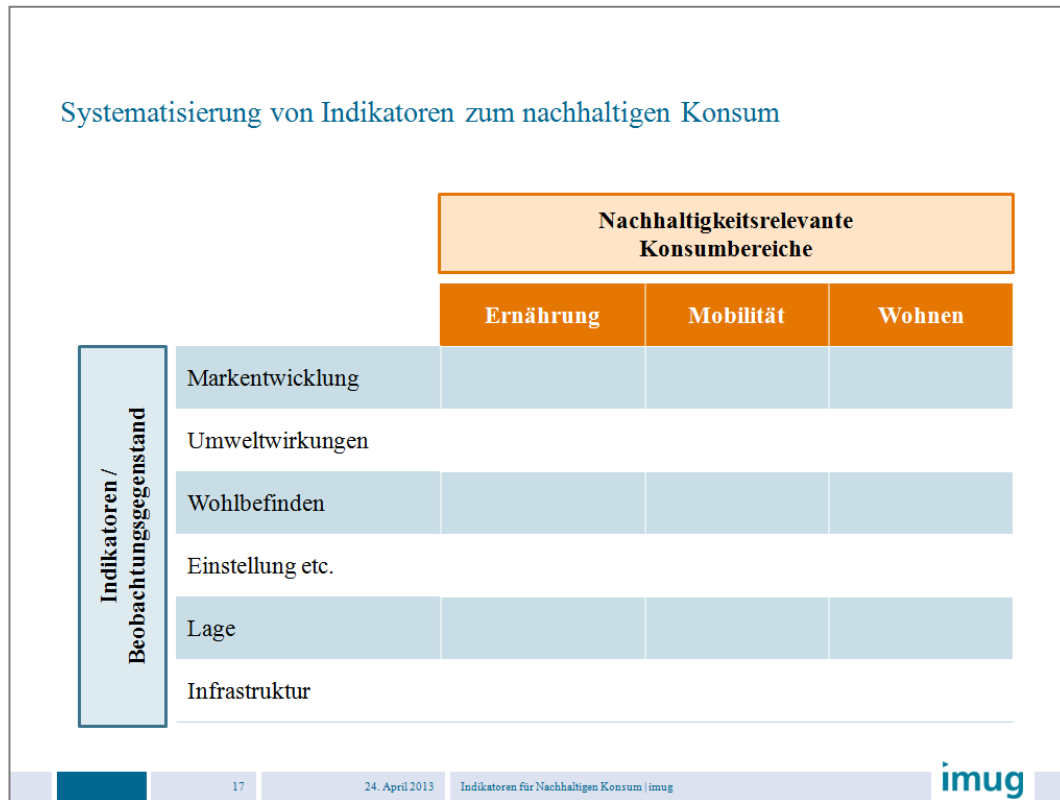 Systematisierung von Indikatoren zum nachhaltigen Konsum
Nachhaltigkeitsrelevante
Konsumbereiche
Ernährung Mobilität Wohnen
Indikatoren /
Beobachtungsgegenstand
Markentwicklung
Umweltwirkungen
Wohlbefinden
Einstellung etc.
Lage
Infrastruktur
17 24. April 2013 Indikatoren für Nachhaltigen Konsum | imug
imug